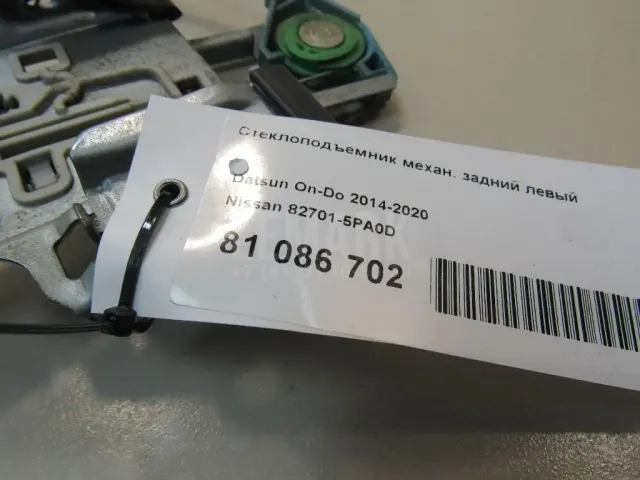 Стеклоподъемник механ. задний левый
Datsun On-Do 2014-2020
Nissan 82701-5PA0D
81 086 702